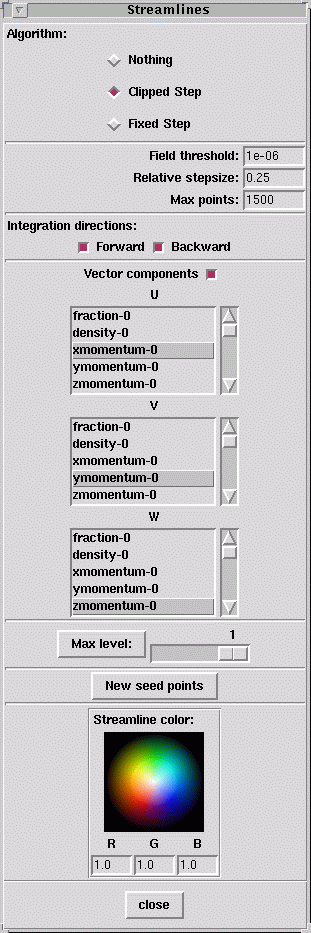 Streamlines
Algorithm:
Nothing
Clipped Step
Fixed Step
Field threshold: 1e-06
Relative stepsize: 0.25
Max points: 1500
Integration directions:
Forward Backward
Vector components
U
fraction-0
density-0
xmomentum-0
ymomentum-0
zmomentum-0
V
fraction-0
density-0
xmomentum-0
ymomentum-0
zmomentum-0
W
fraction-0
density-0
xmomentum-0
ymomentum-0
zmomentum-0
1
Max level:
New seed points
Streamline color:
R G B
1.0 1.0 1.0
close